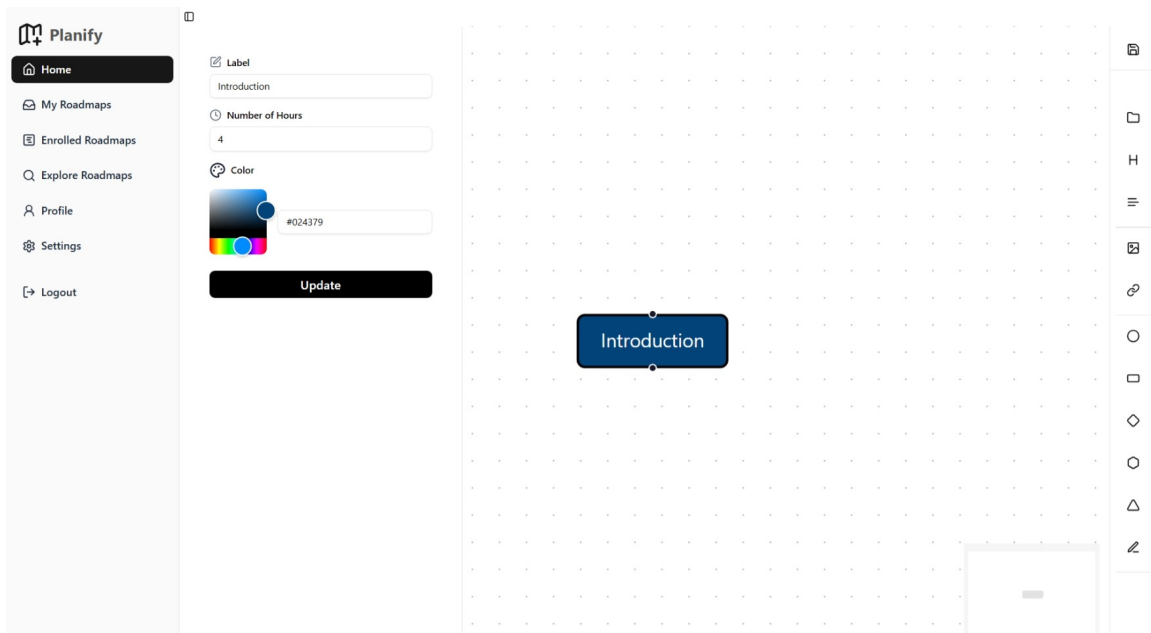 Planify
Home
My Roadmaps
Enrolled Roadmaps
Explore Roadmaps
Profile
Settings
Logout
Label
Introduction
Number of Hours
4
Color
#024379
Update
Introduction
H